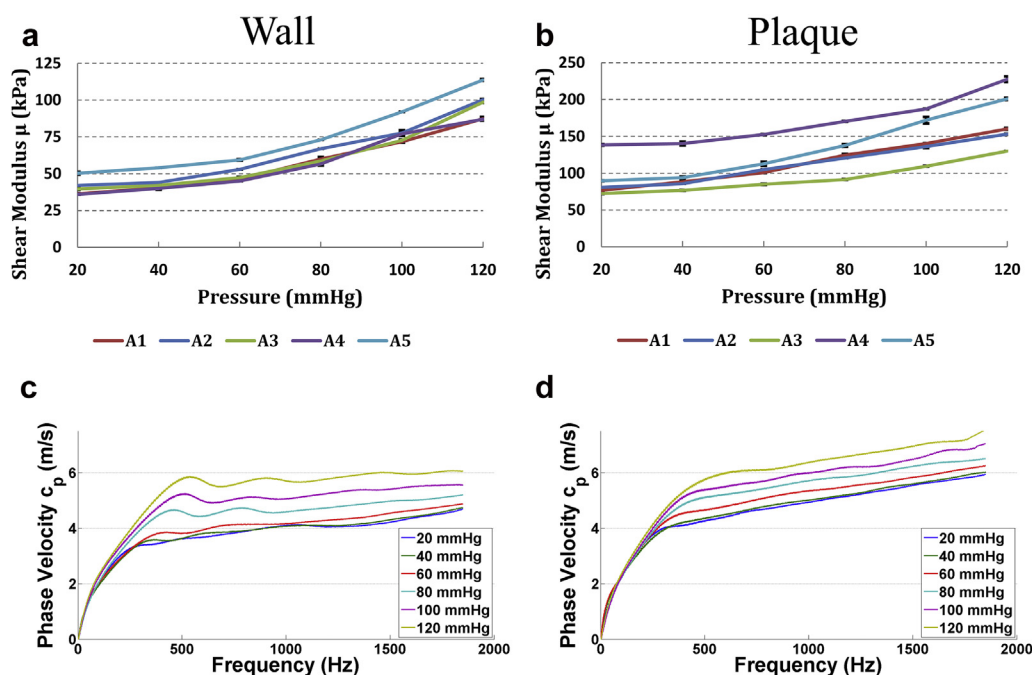 a
Wall
125
100
75
50
25
0
Shear Modulus μ (kPa)
20 40 60 80 100 120
Pressure (mmHg)
A1 A2 A3 A4 A5
b
Plaque
250
200
150
100
50
0
Shear Modulus μ (kPa)
20 40 60 80 100 120
Pressure (mmHg)
A1 A2 A3 A4 A5
c
Phase Velocity cp (m/s)
6
4
2
0
20 mmHg
40 mmHg
60 mmHg
80 mmHg
100 mmHg
120 mmHg
0 500 1000 1500 2000
Frequency (Hz)
d
Phase Velocity cp (m/s)
6
4
2
0
20 mmHg
40 mmHg
60 mmHg
80 mmHg
100 mmHg
120 mmHg
0 500 1000 1500 2000
Frequency (Hz)